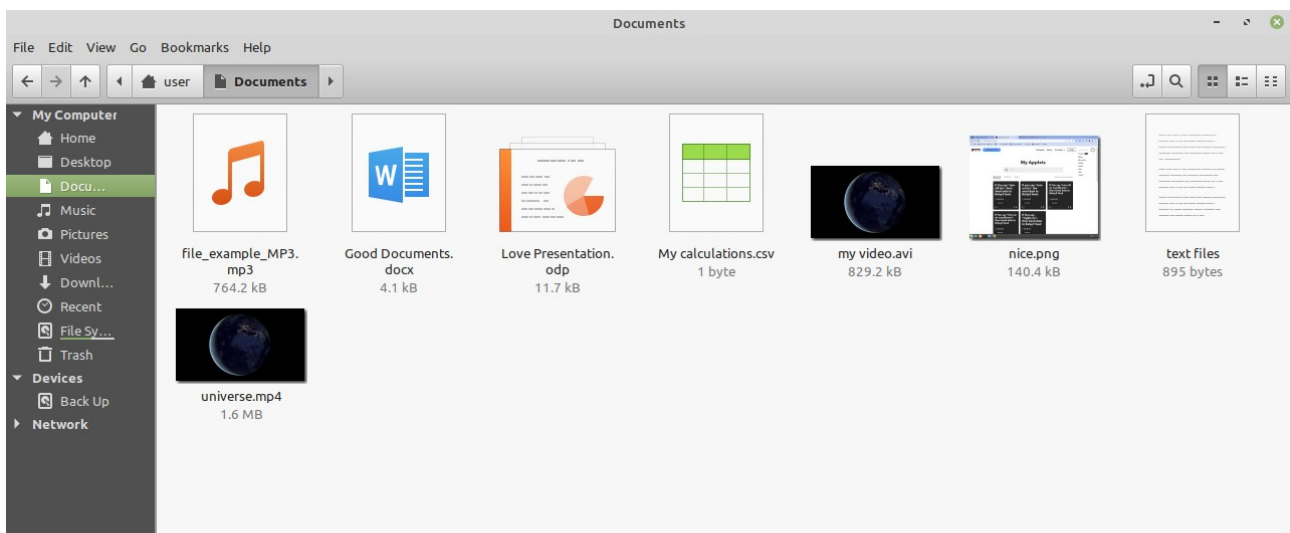 Documents
File Edit View Go Bookmarks Help
user Documents
My Computer
Home
Desktop
Docu...
Music
Pictures
Videos
Downl...
Recent
File Sy...
Trash
Devices
Back Up
Network
file_example_MP3.
mp3
764.2 kB
Good Documents.
docx
4.1 kB
Love Presentation.
odp
11.7 kB
My calculations.csv
1 byte
my video.avi
829.2 kB
My Applets
nice.png
140.4 kB
text files
895 bytes
universe.mp4
1.6 MB